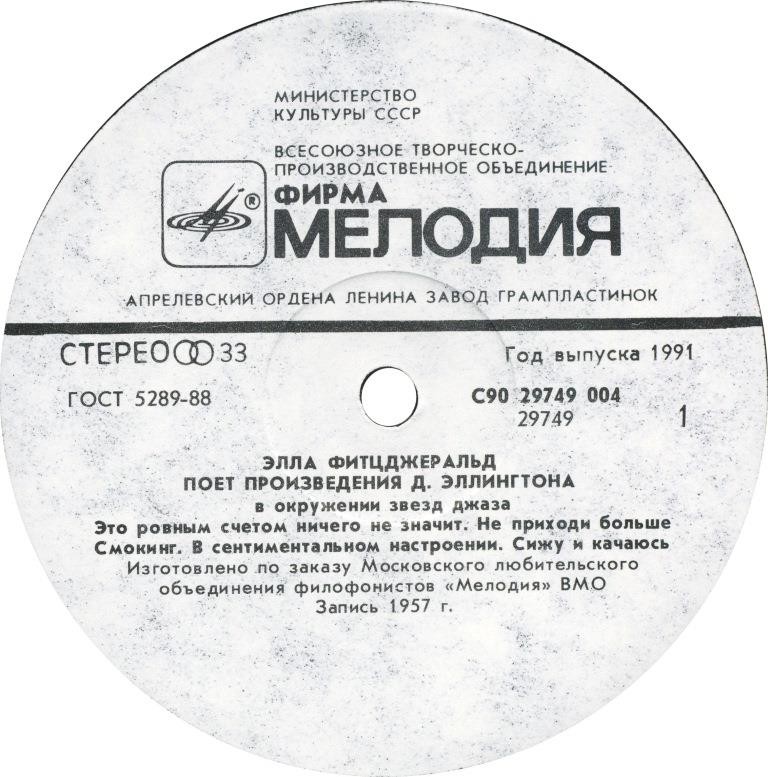 МИНИСТЕРСТВО
КУЛЬТУРЫ СССР
ВСЕСОЮЗНОЕ ТВОРЧЕСКО-
ПРОИЗВОДСТВЕННОЕ ОБЪЕДИНЕНИЕ
ФИРМА
®
МЕЛОДИЯ
АПРЕЛЕВСКИЙ ОРДЕНА ЛЕНИНА ЗАВОД ГРАМПЛАСТИНОК
СТЕРЕО 33
Год выпуска 1991
ГОСТ 5289-88
С90 29749 004
29749
1
ЭЛЛА ФИТЦДЖЕРАЛЬД
ПОЕТ ПРОИЗВЕДЕНИЯ Д. ЭЛЛИНГТОНА
в окружении звезд джаза
Это ровным счетом ничего не значит. Не приходи больше
Смокинг. В сентиментальном настроении. Сижу и качаюсь
Изготовлено по заказу Московского любительского
объединения филофонистов «Мелодия» ВМО
Запись 1957 г.